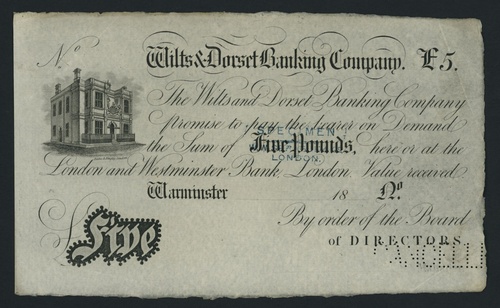 No Wilts & Dorset Banking Company. £5.
The Wilts and Dorset Banking Company
promise to pay the bearer on Demand
SPECIMEN
the Sum of Five Pounds, here or at the
LONDON.
London and Westminster Bank, London. Value received
Warminster 18 No
By order of the Board
of DIRECTORS.
CANCELLED
£Five